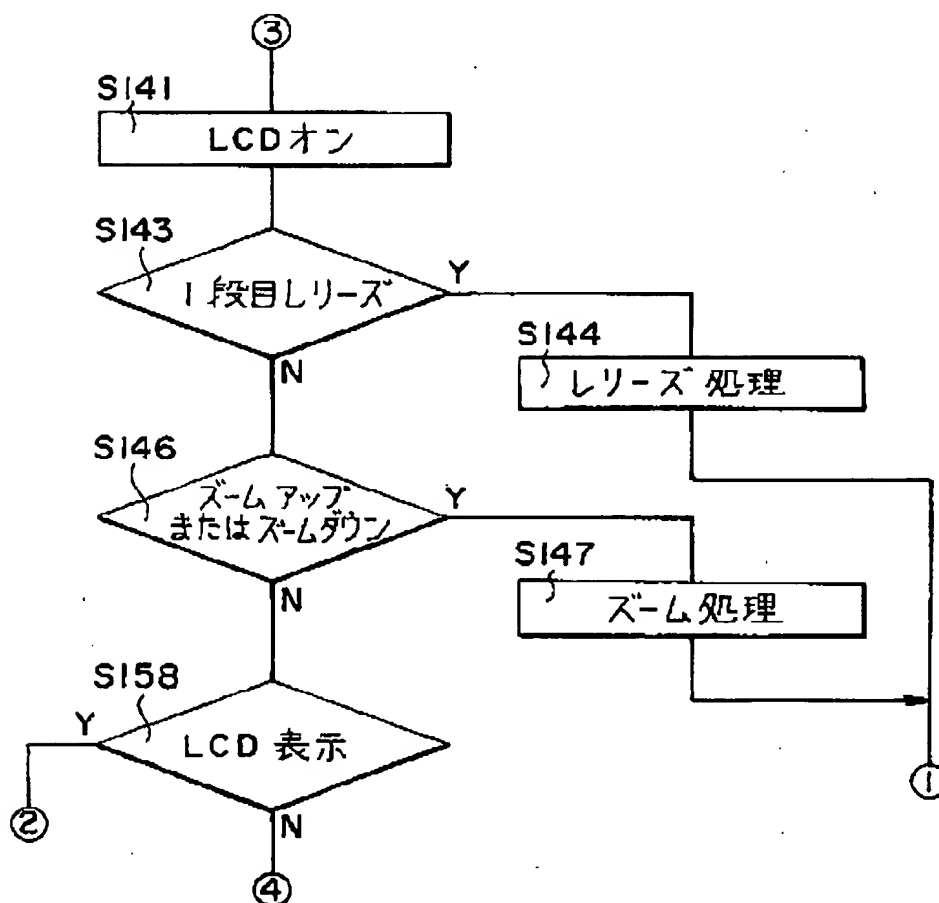 ③
S141
LCDオン
S143
1段目レリーズ
Y
N
S144
レリーズ処理
S146
ズームアップ
またはズームダウン
Y
N
S147
ズーム処理
S158
LCD表示
Y
N
②
④
①